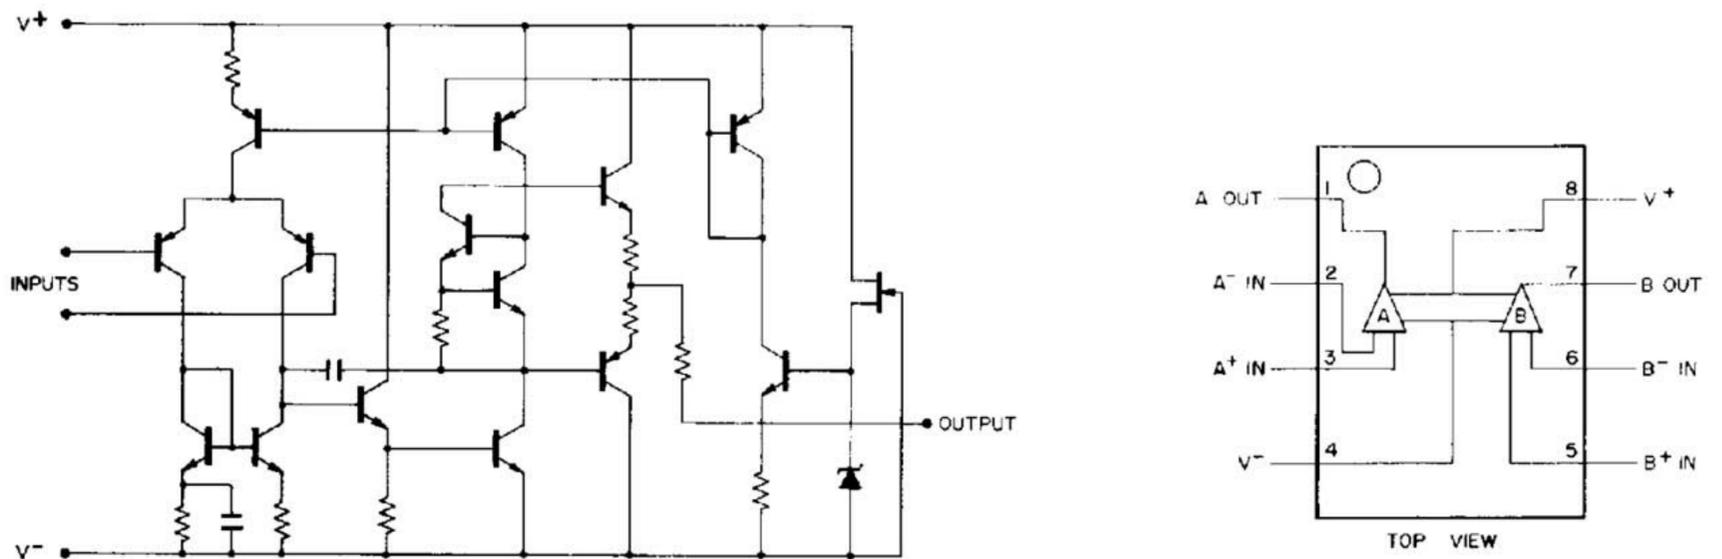 V+
INPUTS
V-
OUTPUT
A OUT
1
8
V+
A- IN
2
7
B OUT
A
B
A+ IN
3
6
B- IN
V-
4
5
B+ IN
TOP VIEW